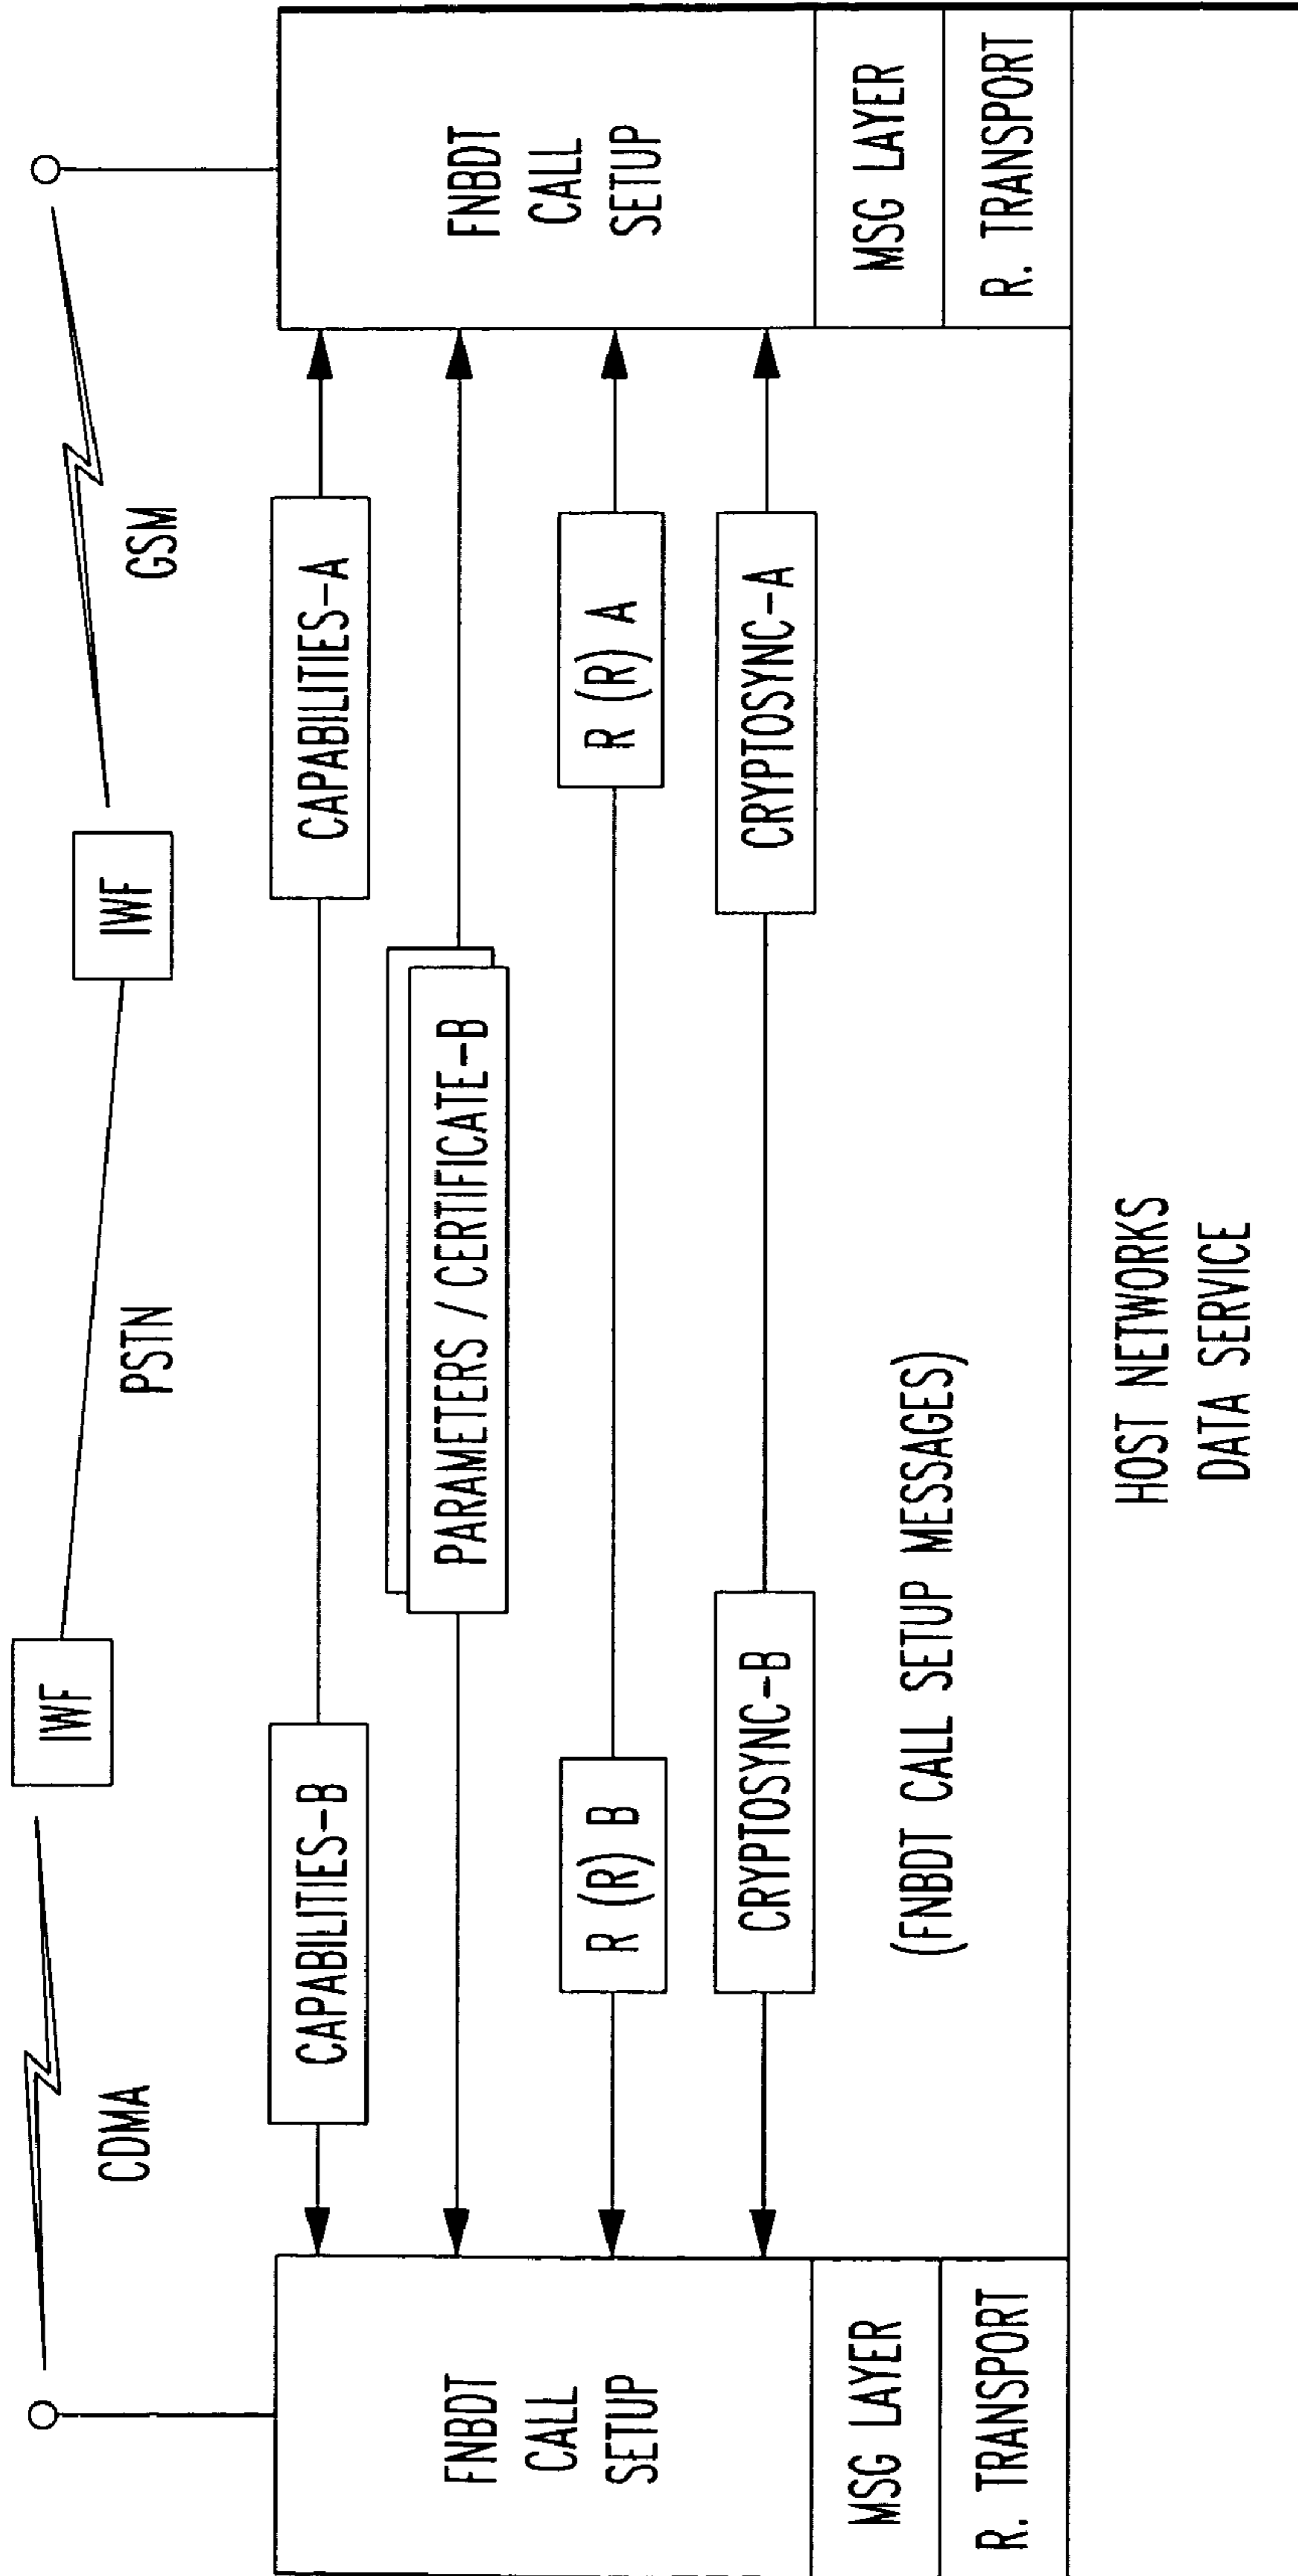 CDMA
IWF
PSTN
IWF
GSM
FNBDT
CALL
SETUP
MSG LAYER
R. TRANSPORT
CAPABILITIES-B
CAPABILITIES-A
PARAMETERS / CERTIFICATE-B
R (R) B
R (R) A
CRYPTOSYNC-B
CRYPTOSYNC-A
(FNBDT CALL SETUP MESSAGES)
FNBDT
CALL
SETUP
MSG LAYER
R. TRANSPORT
HOST NETWORKS
DATA SERVICE